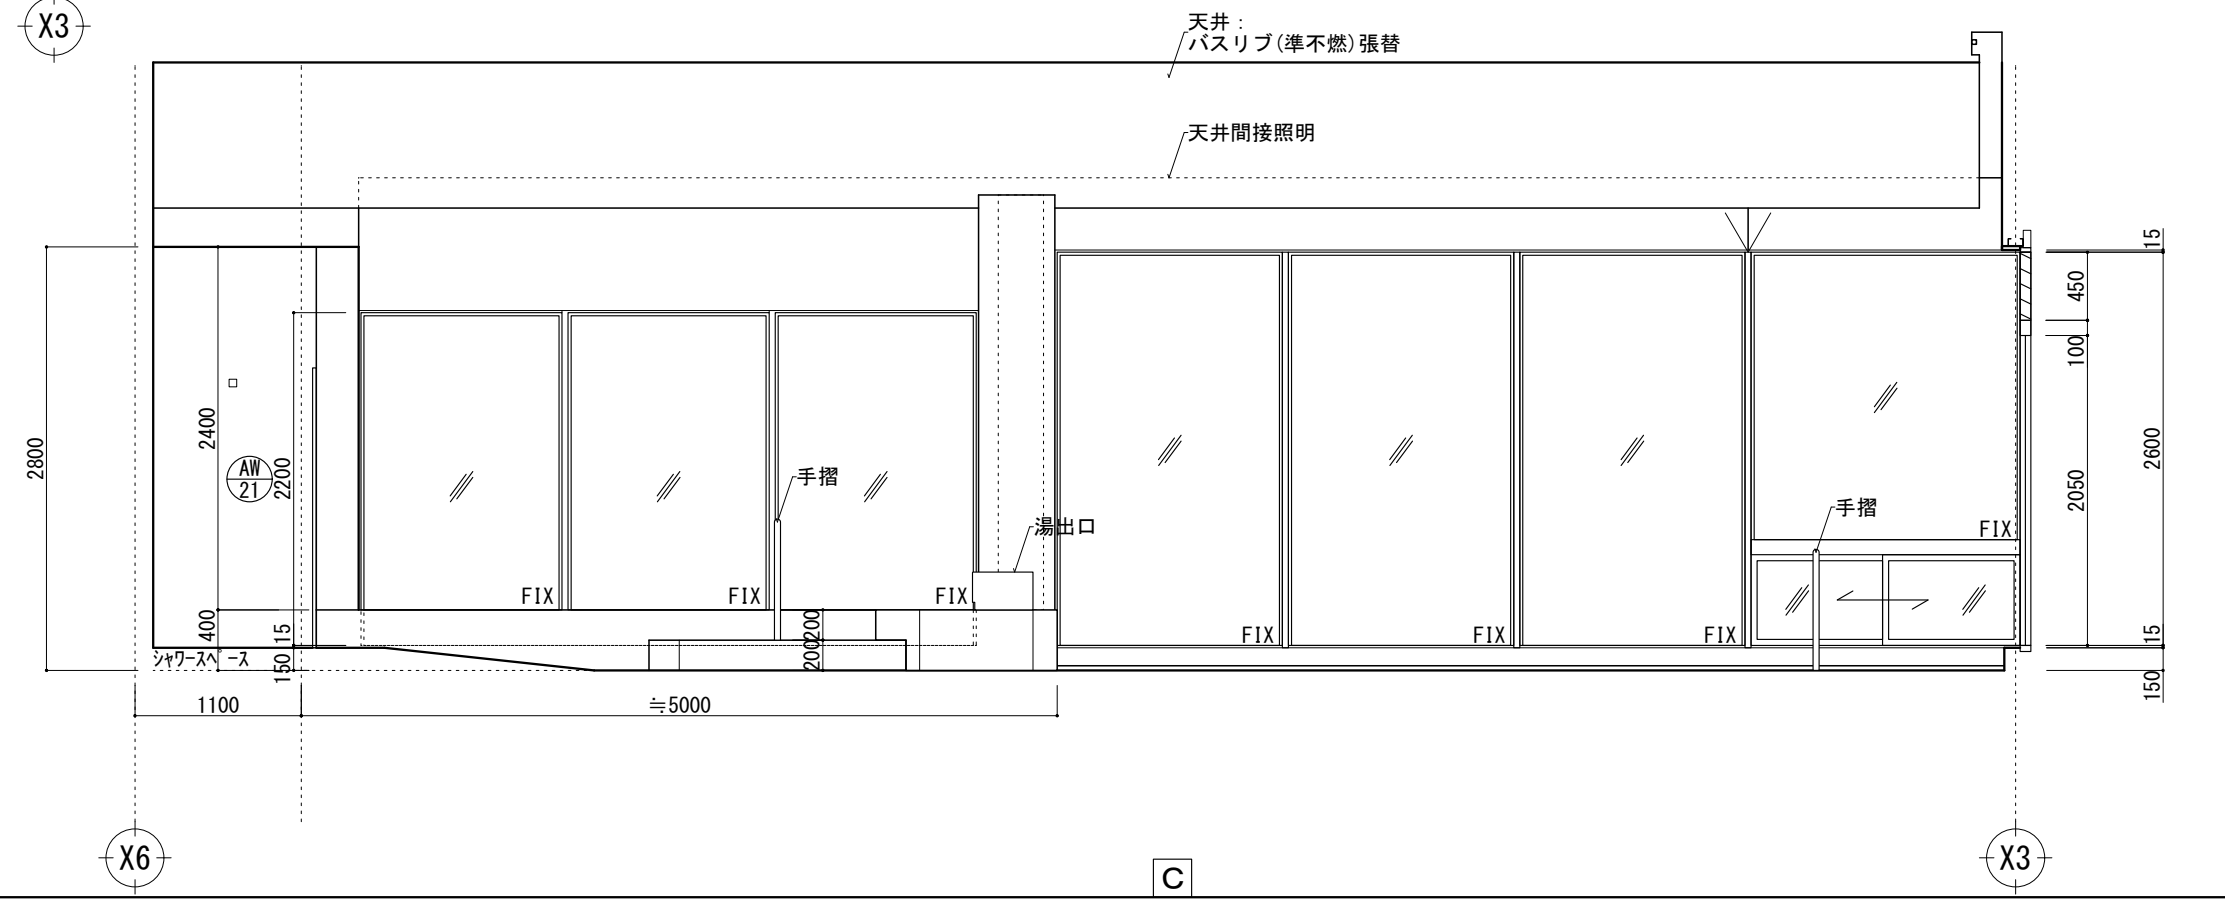 X3
天井：
バスリブ(準不燃)張替
天井間接照明
15
450
100
2800
2400
AW
21
2200
手摺
湯出口
手摺
2600
2050
FIX
FIX
FIX
FIX
FIX
FIX
FIX
400
15
200
200
15
シャワースペース
150
150
1100
≒5000
X6
X3
C